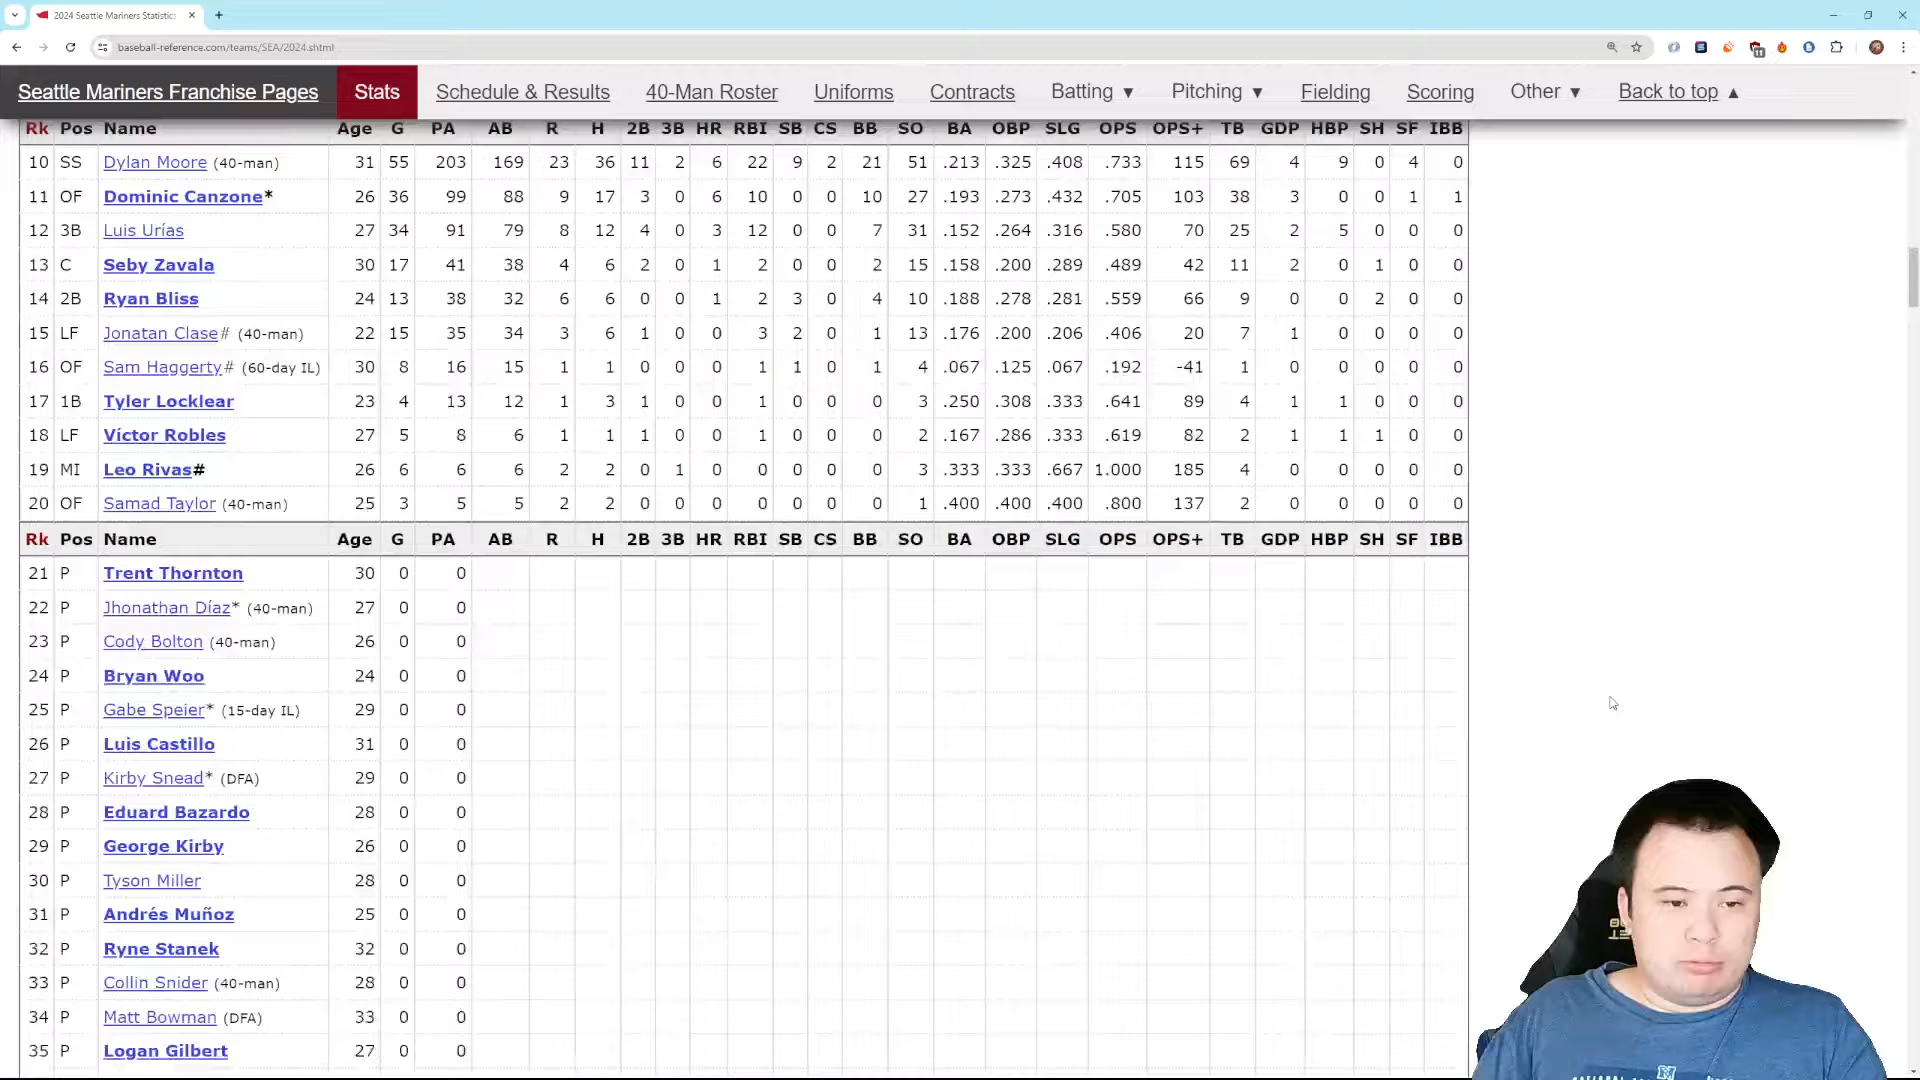 2024 Seattle Mariners Statistics
baseball-reference.com/teams/SEA/2024.shtml
Seattle Mariners Franchise Pages Stats Schedule & Results 40-Man Roster Uniforms Contracts Batting ▼ Pitching ▼ Fielding Scoring Other ▼ Back to top ▲
Rk Pos Name Age G PA AB R H 2B 3B HR RBI SB CS BB SO BA OBP SLG OPS OPS+ TB GDP HBP SH SF IBB
10 SS Dylan Moore (40-man) 31 55 203 169 23 36 11 2 6 22 9 2 21 51 .213 .325 .408 .733 115 69 4 9 0 4 0
11 OF Dominic Canzone* 26 36 99 88 9 17 3 0 6 10 0 0 10 27 .193 .273 .432 .705 103 38 3 0 0 1 1
12 3B Luis Urías 27 34 91 79 8 12 4 0 3 12 0 0 7 31 .152 .264 .316 .580 70 25 2 5 0 0 0
13 C Seby Zavala 30 17 41 38 4 6 2 0 1 2 0 0 2 15 .158 .200 .289 .489 42 11 2 0 1 0 0
14 2B Ryan Bliss 24 13 38 32 6 6 0 0 1 2 3 0 4 10 .188 .278 .281 .559 66 9 0 0 2 0 0
15 LF Jonatan Clase# (40-man) 22 15 35 34 3 6 1 0 0 3 2 0 1 13 .176 .200 .206 .406 20 7 1 0 0 0 0
16 OF Sam Haggerty# (60-day IL) 30 8 16 15 1 1 0 0 0 1 1 0 1 4 .067 .125 .067 .192 -41 1 0 0 0 0 0
17 1B Tyler Locklear 23 4 13 12 1 3 1 0 0 1 0 0 0 3 .250 .308 .333 .641 89 4 1 1 0 0 0
18 LF Víctor Robles 27 5 8 6 1 1 1 0 0 1 0 0 0 2 .167 .286 .333 .619 82 2 1 1 1 0 0
19 MI Leo Rivas# 26 6 6 6 2 2 0 1 0 0 0 0 0 3 .333 .333 .667 1.000 185 4 0 0 0 0 0
20 OF Samad Taylor (40-man) 25 3 5 5 2 2 0 0 0 0 0 0 0 1 .400 .400 .400 .800 137 2 0 0 0 0 0
Rk Pos Name Age G PA AB R H 2B 3B HR RBI SB CS BB SO BA OBP SLG OPS OPS+ TB GDP HBP SH SF IBB
21 P Trent Thornton 30 0 0
22 P Jhonathan Díaz* (40-man) 27 0 0
23 P Cody Bolton (40-man) 26 0 0
24 P Bryan Woo 24 0 0
25 P Gabe Speier* (15-day IL) 29 0 0
26 P Luis Castillo 31 0 0
27 P Kirby Snead* (DFA) 29 0 0
28 P Eduard Bazardo 28 0 0
29 P George Kirby 26 0 0
30 P Tyson Miller 28 0 0
31 P Andrés Muñoz 25 0 0
32 P Ryne Stanek 32 0 0
33 P Collin Snider (40-man) 28 0 0
34 P Matt Bowman (DFA) 33 0 0
35 P Logan Gilbert 27 0 0